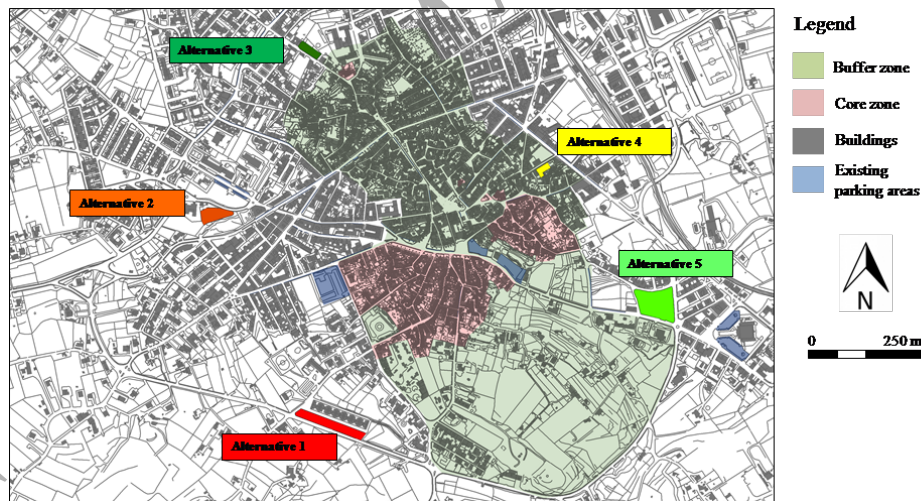 Alternative 3
Alternative 4
Alternative 2
Alternative 5
Alternative 1
Legend
Buffer zone
Core zone
Buildings
Existing
parking areas
N
0 250 m